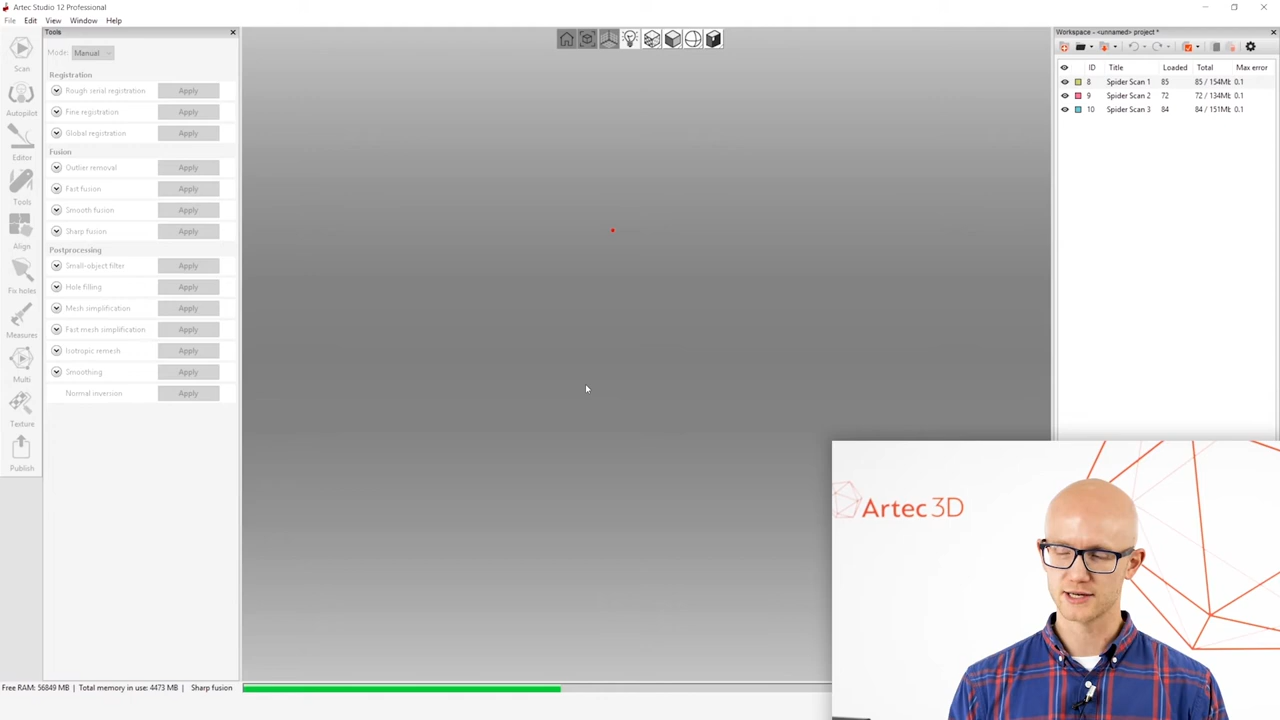 Artec Studio 12 Professional
File Edit View Window Help
Tools
Workspace - <unnamed> project *
Scan
Autopilot
Editor
Tools
Align
Fix holes
Measures
Multi
Texture
Publish
Mode: Manual
Registration
Rough serial registration Apply
Fine registration Apply
Global registration Apply
Fusion
Outlier removal Apply
Fast fusion Apply
Smooth fusion Apply
Sharp fusion Apply
Postprocessing
Small-object filter Apply
Hole filling Apply
Mesh simplification Apply
Fast mesh simplification Apply
Isotropic remesh Apply
Smoothing Apply
Normal inversion Apply
ID Title Loaded Total Max error
8 Spider Scan 1 85 85 / 154Mb 0.1
9 Spider Scan 2 72 72 / 134Mb 0.1
10 Spider Scan 3 84 84 / 151Mb 0.1
Artec 3D
Free RAM: 56849 MB | Total memory in use: 4473 MB | Sharp fusion